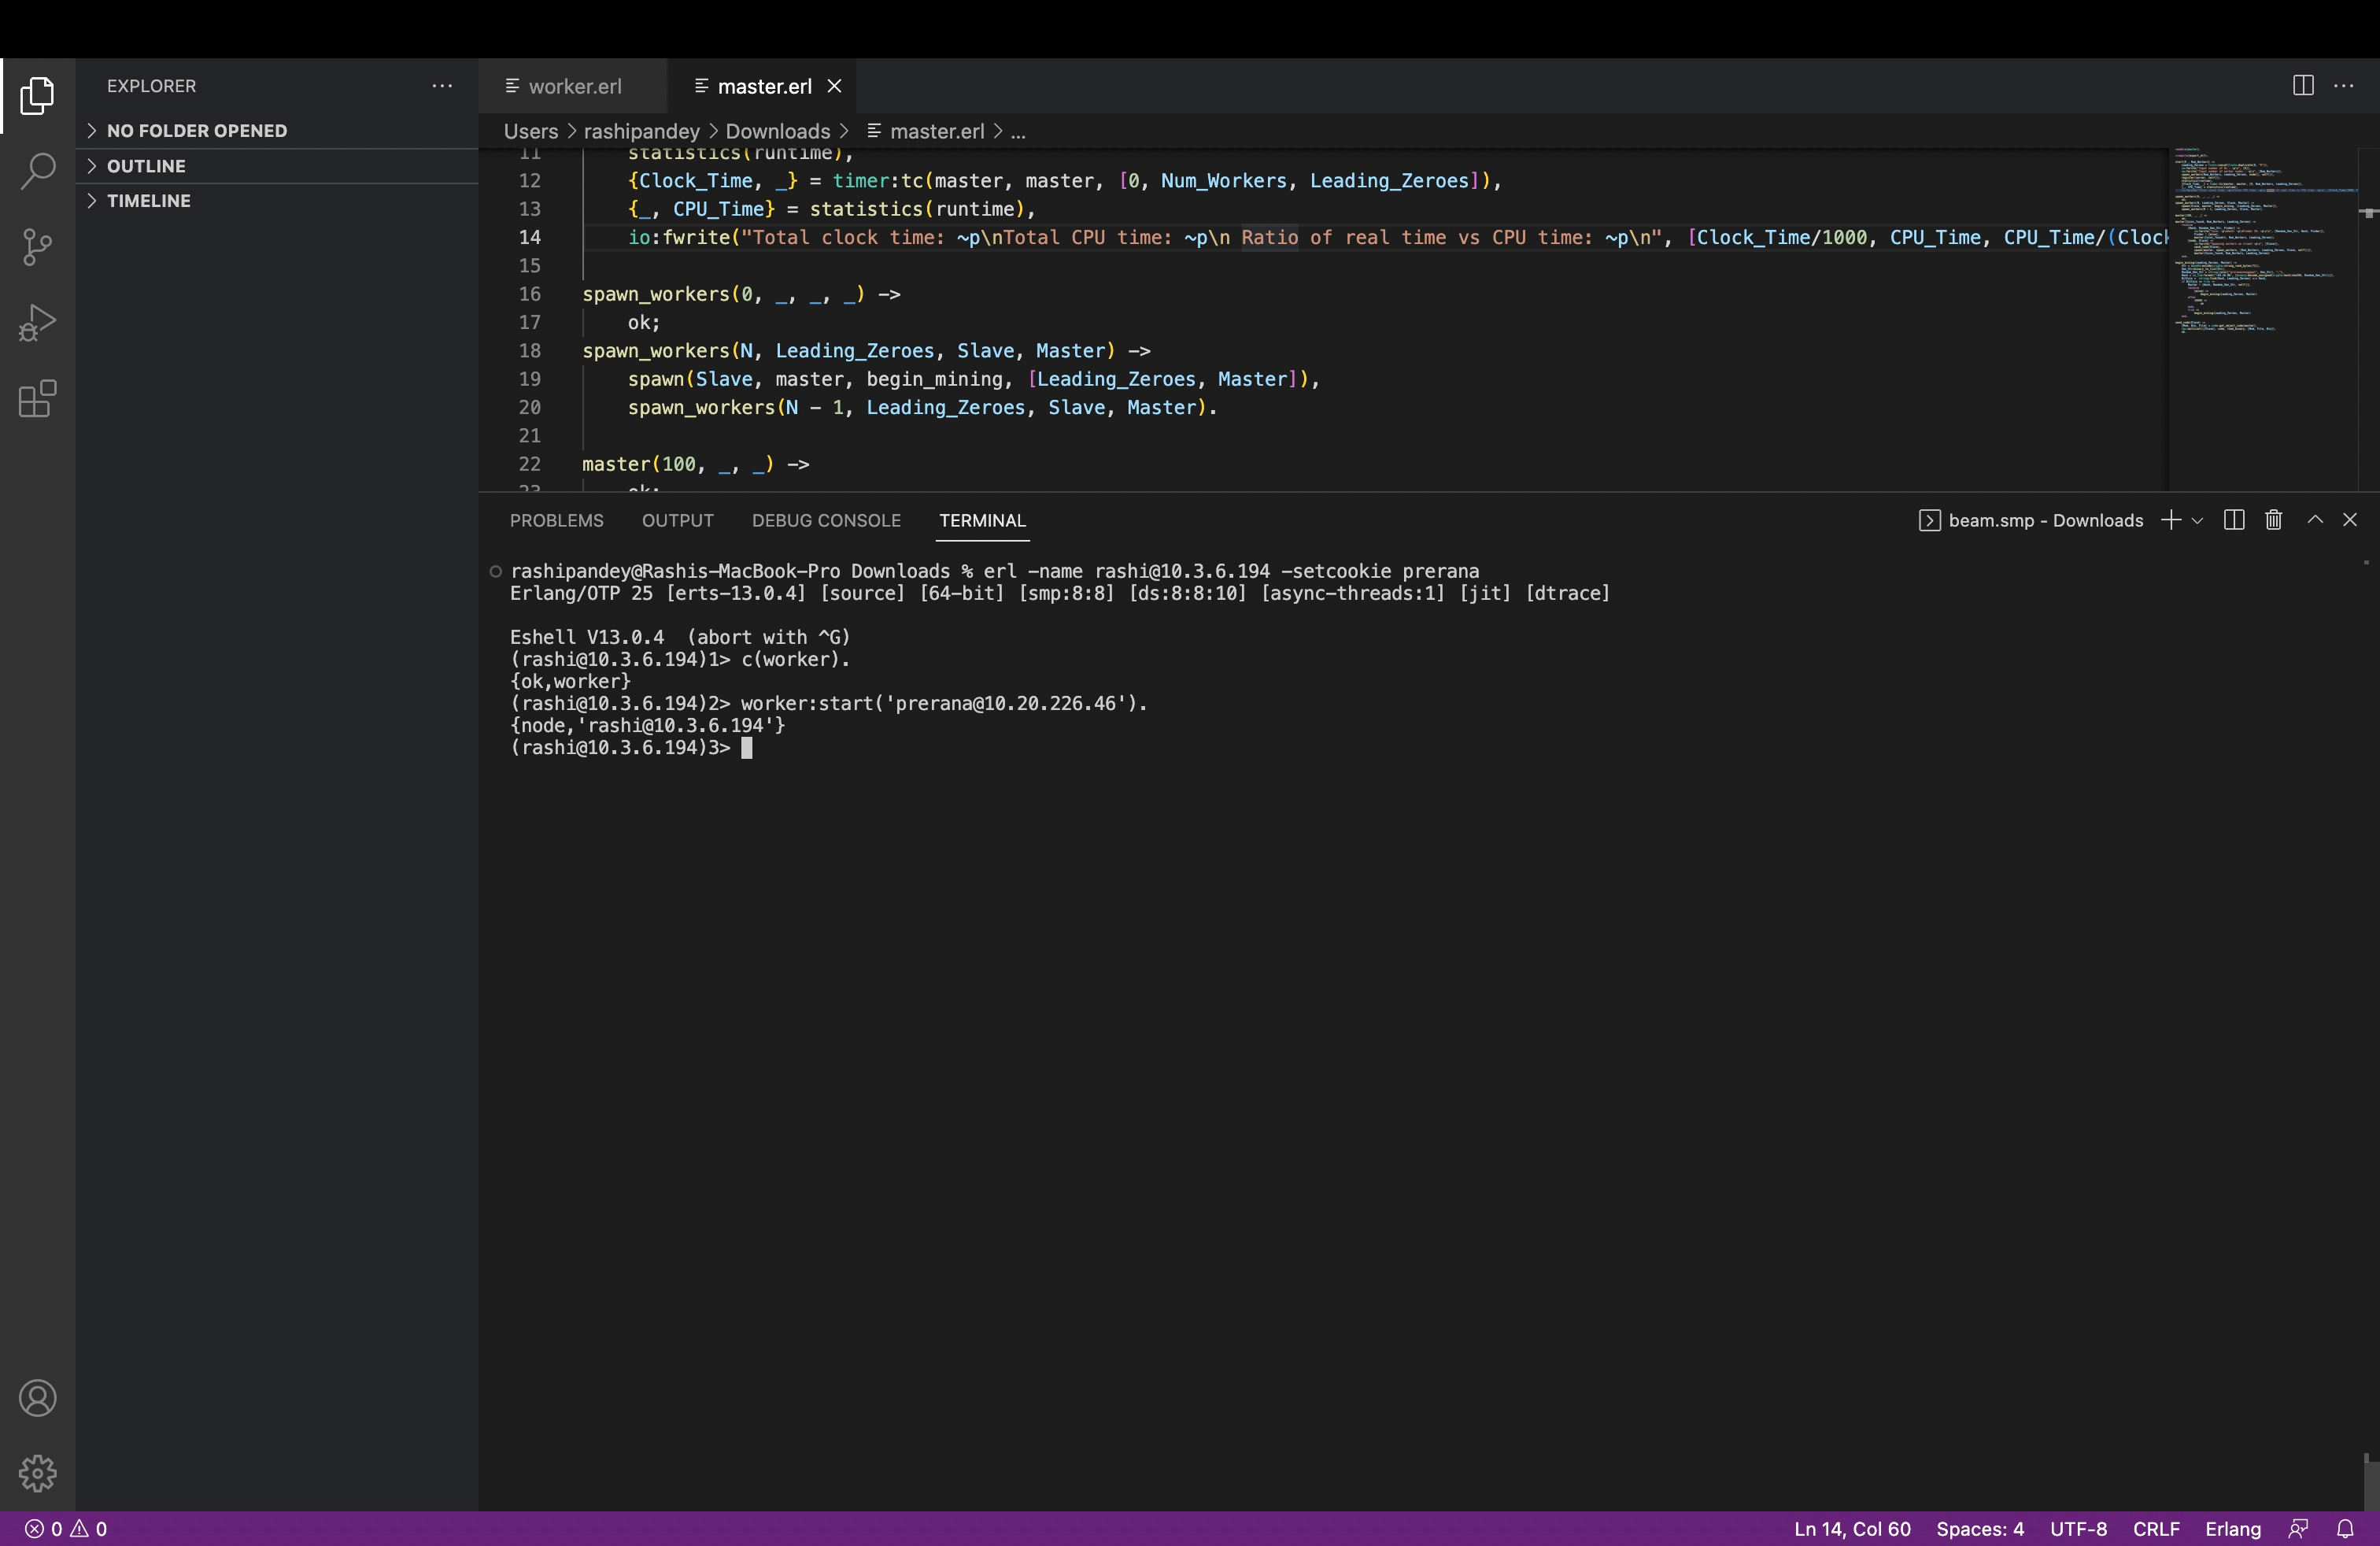 EXPLORER
NO FOLDER OPENED
OUTLINE
TIMELINE
worker.erl
master.erl
Users > rashipandey > Downloads > master.erl > ...
11 statistics(runtime),
12 {Clock_Time, _} = timer:tc(master, master, [0, Num_Workers, Leading_Zeroes]),
13 {_, CPU_Time} = statistics(runtime),
14 io:fwrite("Total clock time: ~p\nTotal CPU time: ~p\n Ratio of real time vs CPU time: ~p\n", [Clock_Time/1000, CPU_Time, CPU_Time/(Clock
15
16 spawn_workers(0, _, _, _) ->
17 ok;
18 spawn_workers(N, Leading_Zeroes, Slave, Master) ->
19 spawn(Slave, master, begin_mining, [Leading_Zeroes, Master]),
20 spawn_workers(N - 1, Leading_Zeroes, Slave, Master).
21
22 master(100, _, _) ->
23 ok;
PROBLEMS OUTPUT DEBUG CONSOLE TERMINAL
beam.smp - Downloads
rashipandey@Rashis-MacBook-Pro Downloads % erl -name rashi@10.3.6.194 -setcookie prerana
Erlang/OTP 25 [erts-13.0.4] [source] [64-bit] [smp:8:8] [ds:8:8:10] [async-threads:1] [jit] [dtrace]
Eshell V13.0.4  (abort with ^G)
(rashi@10.3.6.194)1> c(worker).
{ok,worker}
(rashi@10.3.6.194)2> worker:start('prerana@10.20.226.46').
{node,'rashi@10.3.6.194'}
(rashi@10.3.6.194)3>
0 0
Ln 14, Col 60 Spaces: 4 UTF-8 CRLF Erlang